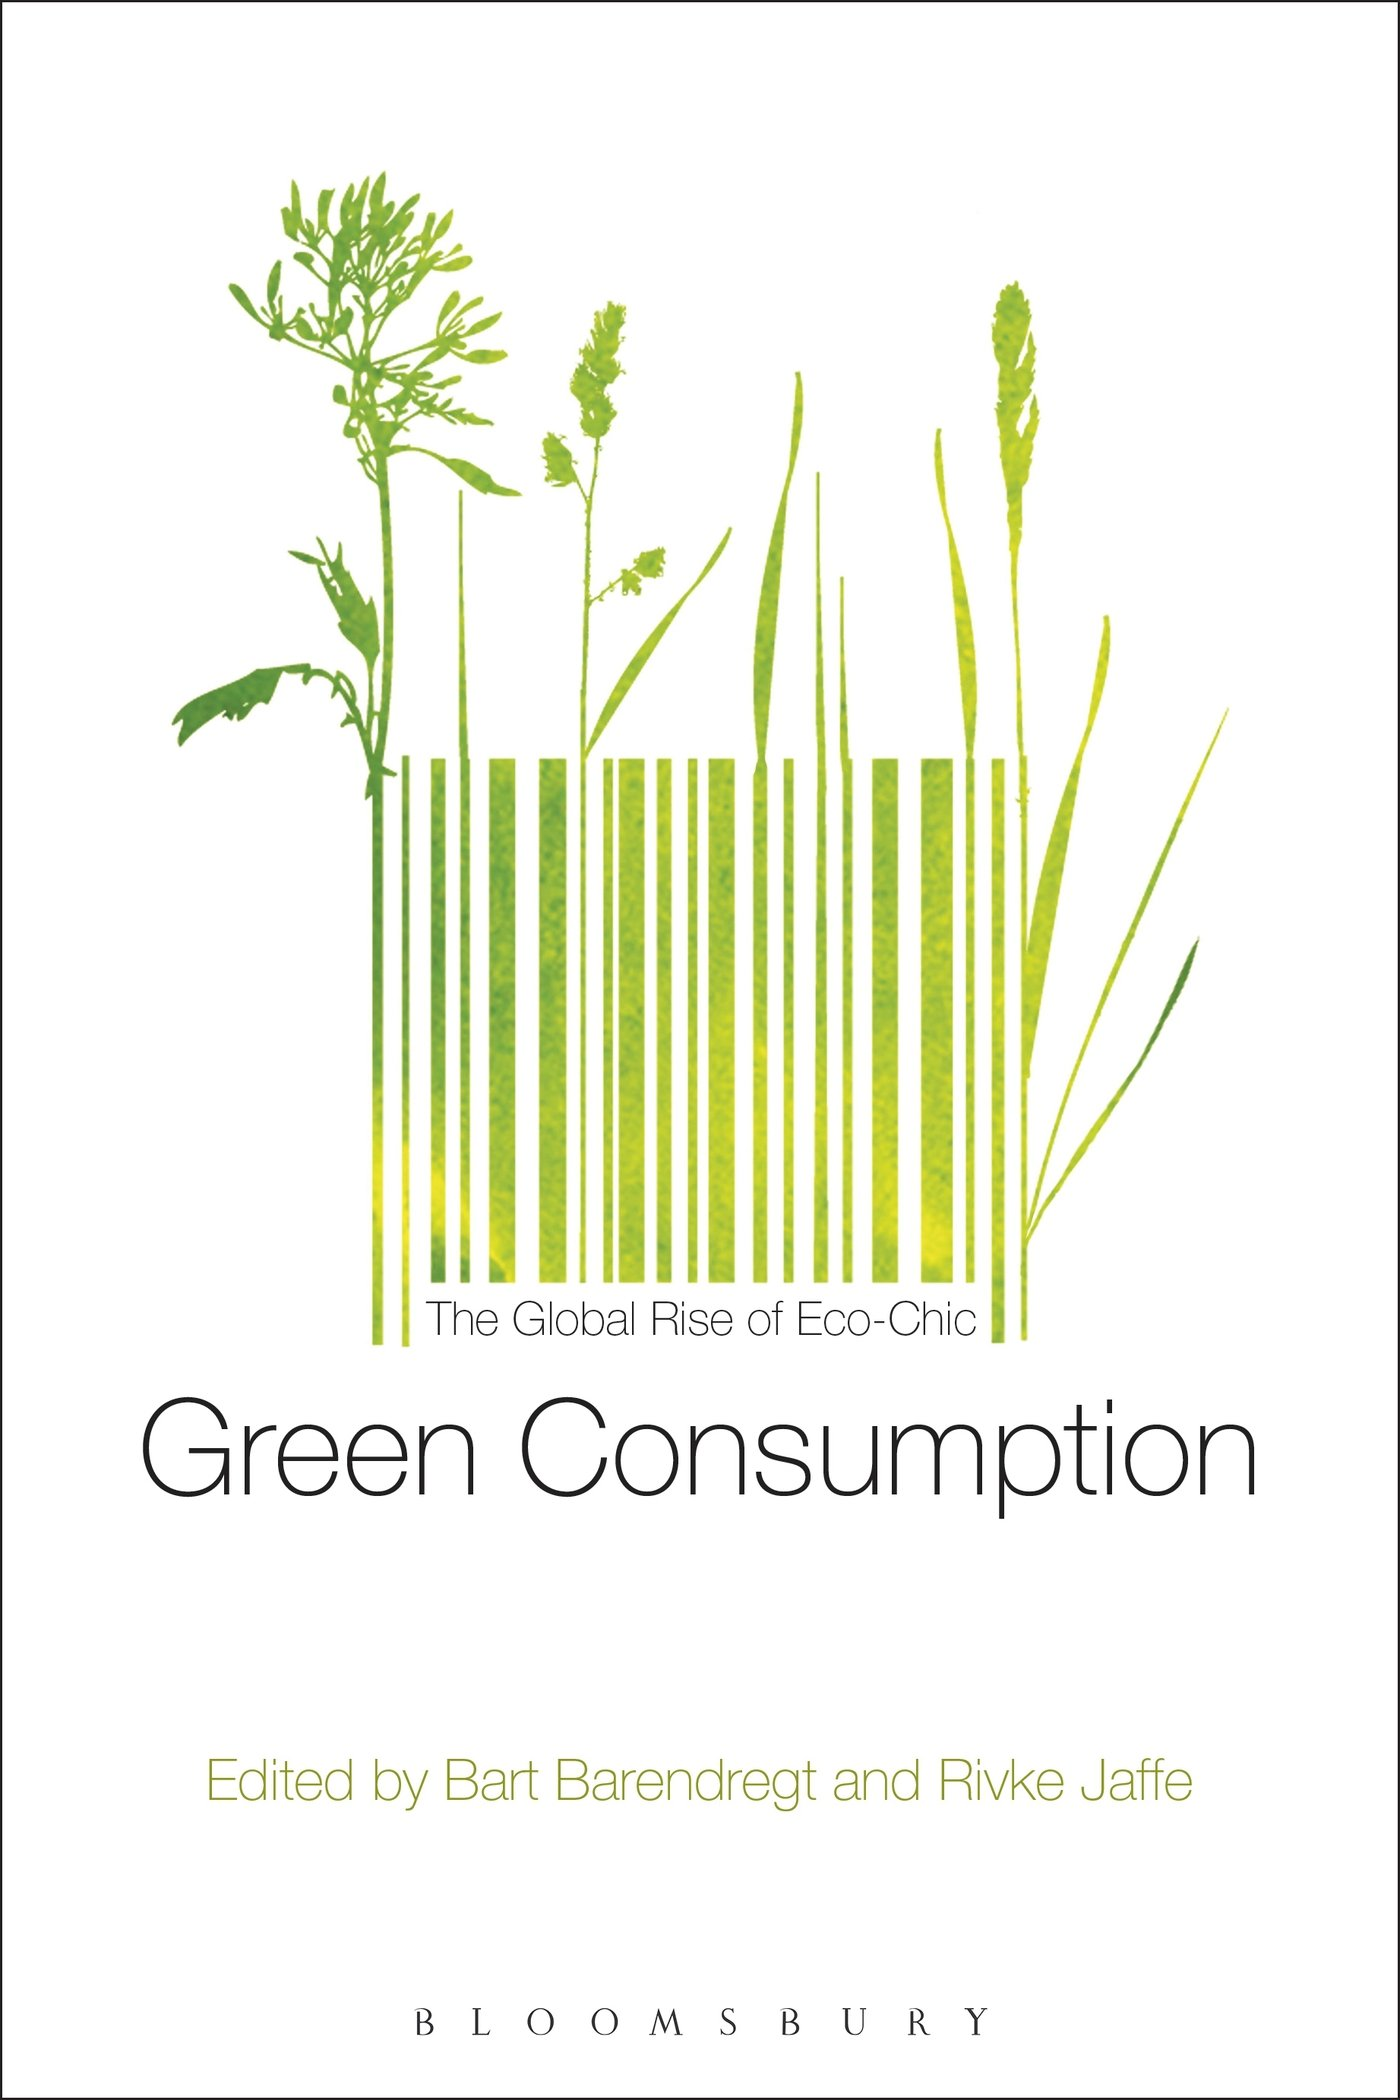 The Global Rise of Eco-Chic
Green Consumption
Edited by Bart Barendregt and Rivke Jaffe
BLOOMSBURY